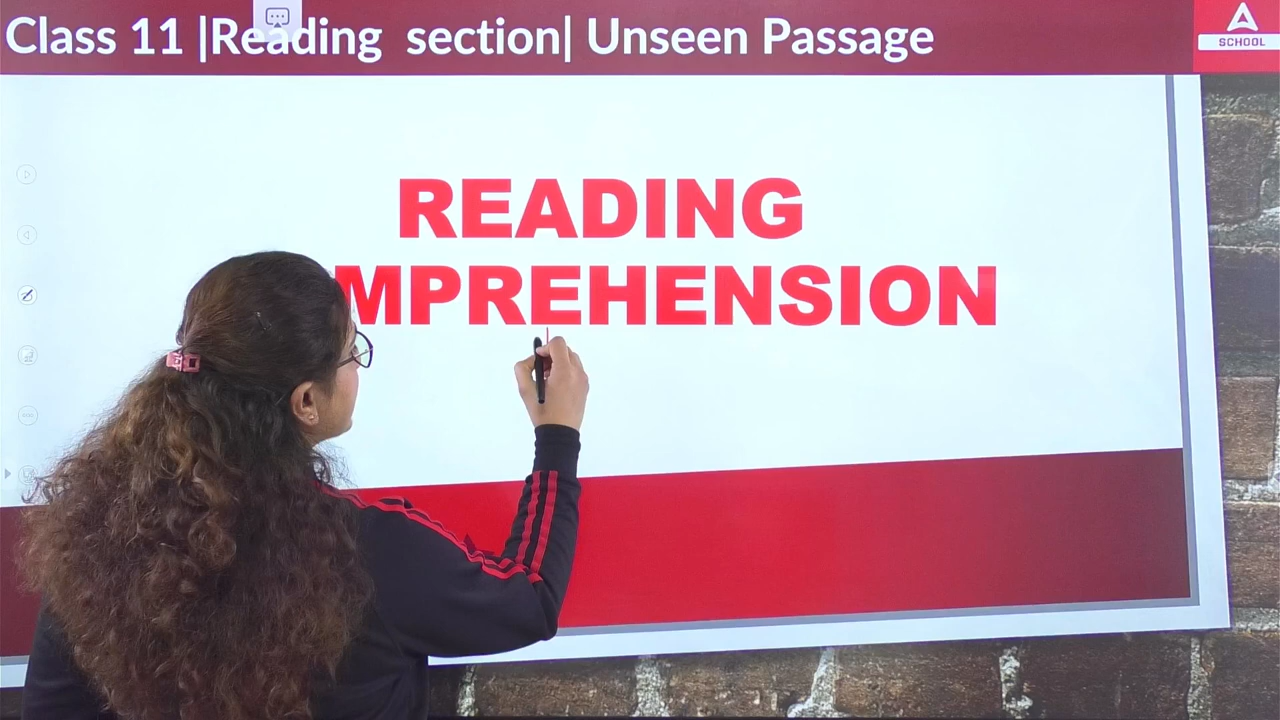 Class 11 |Reading section| Unseen Passage
SCHOOL
READING
MPREHENSION